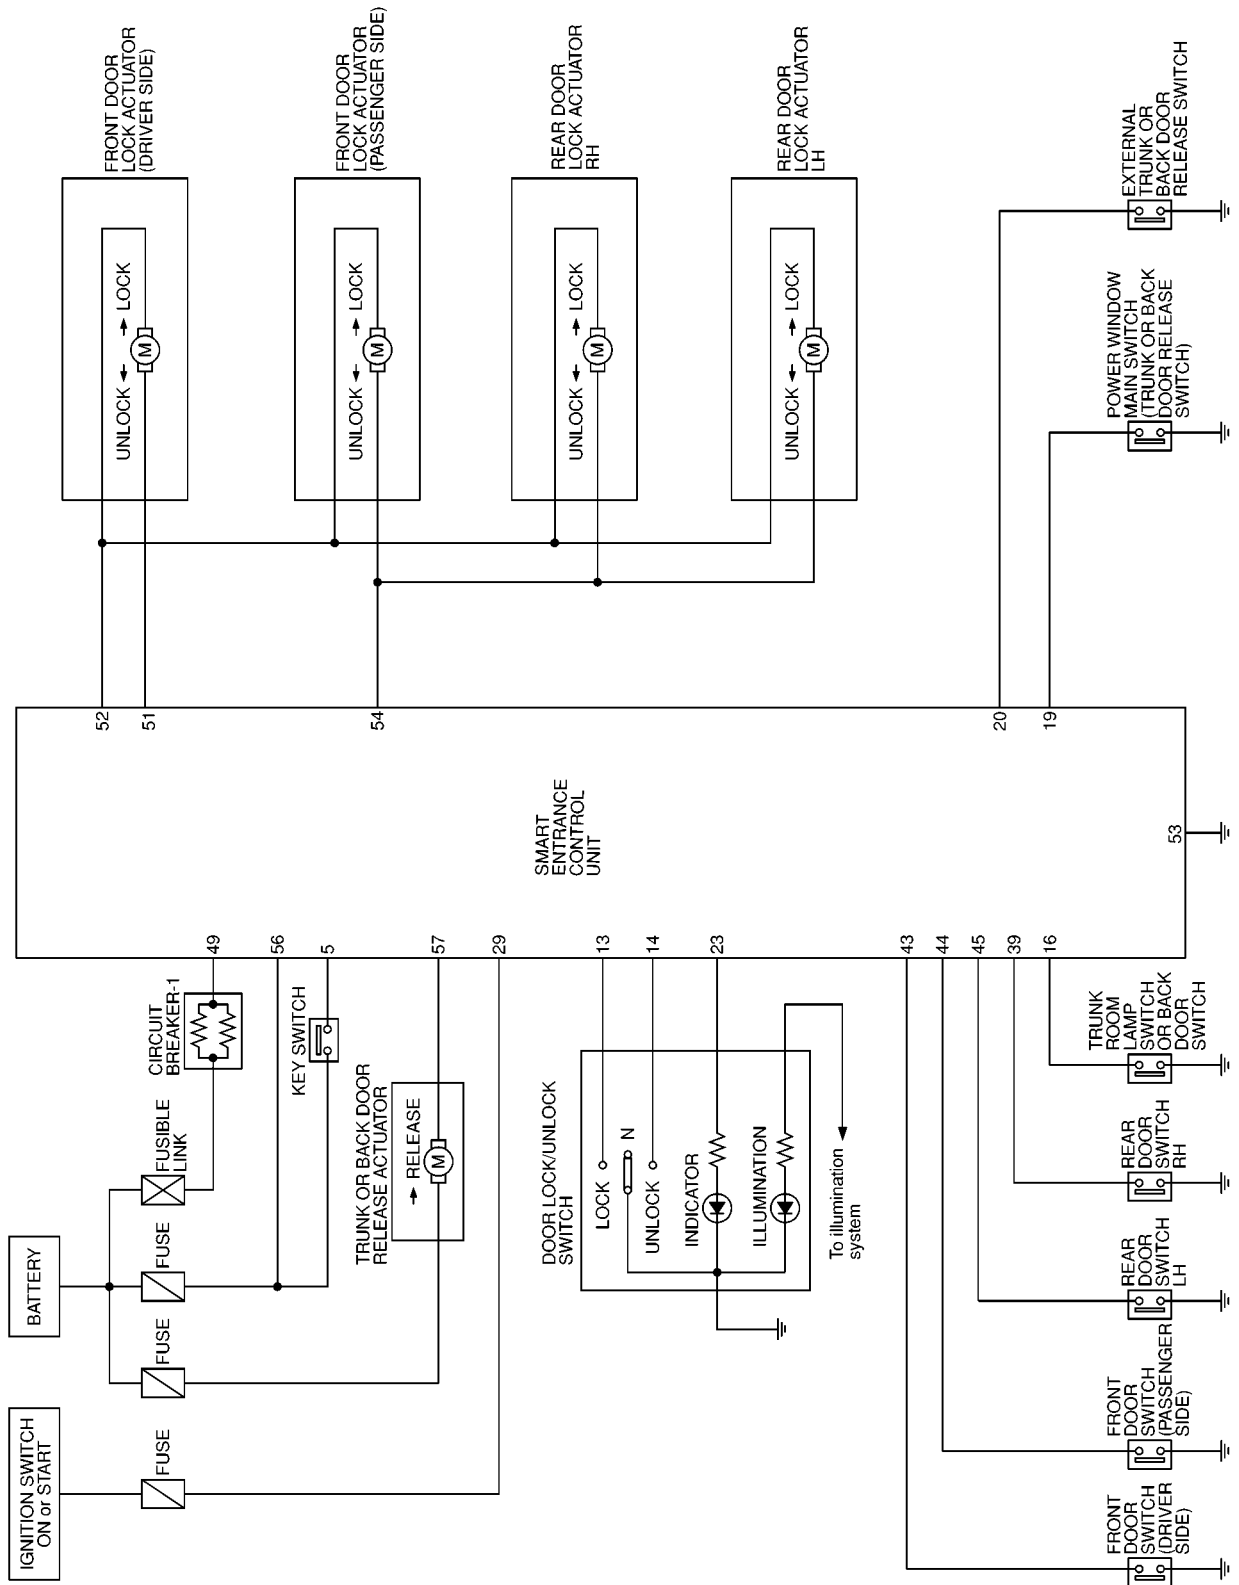 FRONT DOOR
LOCK ACTUATOR
(DRIVER SIDE)
UNLOCK
LOCK
M
FRONT DOOR
LOCK ACTUATOR
(PASSENGER SIDE)
UNLOCK
LOCK
M
REAR DOOR
LOCK ACTUATOR
RH
UNLOCK
LOCK
M
REAR DOOR
LOCK ACTUATOR
LH
UNLOCK
LOCK
M
EXTERNAL
TRUNK OR
BACK DOOR
RELEASE SWITCH
POWER WINDOW
MAIN SWITCH
(TRUNK OR BACK
DOOR RELEASE
SWITCH)
52
51
54
20
19
SMART
ENTRANCE
CONTROL
UNIT
53
49
56
5
57
29
13
14
23
43
44
45
39
16
CIRCUIT
BREAKER-1
KEY SWITCH
FUSIBLE
LINK
TRUNK OR BACK DOOR
RELEASE ACTUATOR
RELEASE
M
BATTERY
FUSE
FUSE
IGNITION SWITCH
ON or START
FUSE
DOOR LOCK/UNLOCK
SWITCH
LOCK
N
UNLOCK
INDICATOR
ILLUMINATION
To illumination
system
TRUNK
ROOM
LAMP
SWITCH
OR BACK
DOOR
SWITCH
REAR
DOOR
SWITCH
RH
REAR
DOOR
SWITCH
LH
FRONT
DOOR
SWITCH
(PASSENGER
SIDE)
FRONT
DOOR
SWITCH
(DRIVER
SIDE)